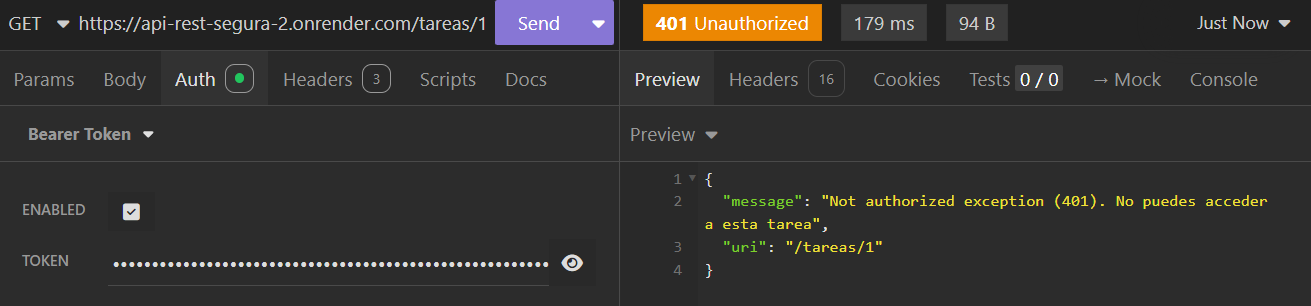 GET https://api-rest-segura-2.onrender.com/tareas/1 Send
401 Unauthorized 179 ms 94 B Just Now
Params Body Auth Headers 3 Scripts Docs
Preview Headers 16 Cookies Tests 0 / 0 → Mock Console
Bearer Token
Preview
ENABLED
TOKEN ••••••••••••••••••••••••••••••••••••••••••••••••••••••••
1 {
2 "message": "Not authorized exception (401). No puedes acceder
a esta tarea",
3 "uri": "/tareas/1"
4 }